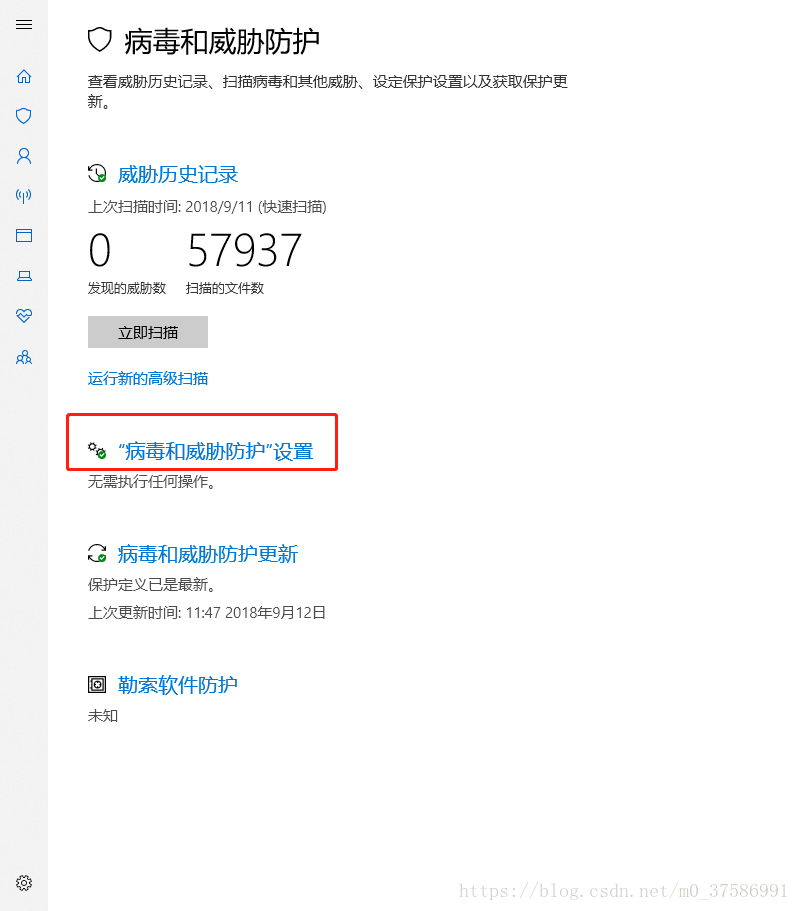 病毒和威胁防护
查看威胁历史记录、扫描病毒和其他威胁、设定保护设置以及获取保护更
新。
威胁历史记录
上次扫描时间: 2018/9/11 (快速扫描)
0 57937
发现的威胁数 扫描的文件数
立即扫描
运行新的高级扫描
“病毒和威胁防护”设置
无需执行任何操作。
病毒和威胁防护更新
保护定义已是最新。
上次更新时间: 11:47 2018年9月12日
勒索软件防护
未知
https://blog.csdn.net/m0_37586991